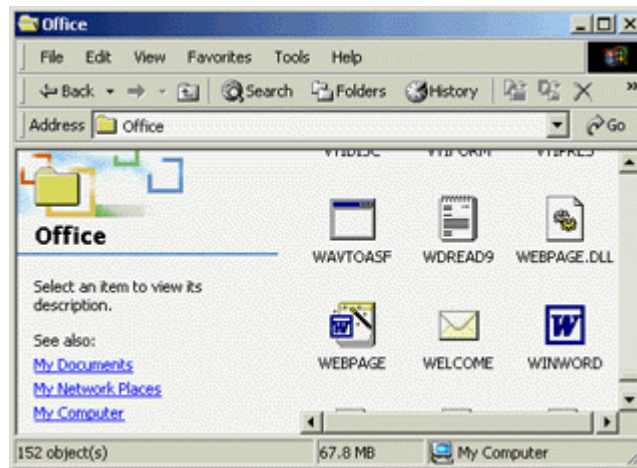 Office
File Edit View Favorites Tools Help
Back Search Folders History »
Address Office Go
Office
Select an item to view its
description.
See also:
My Documents
My Network Places
My Computer
WAVTOASF WDREAD9 WEBPAGE.DLL
WEBPAGE WELCOME WINWORD
152 object(s) 67.8 MB My Computer